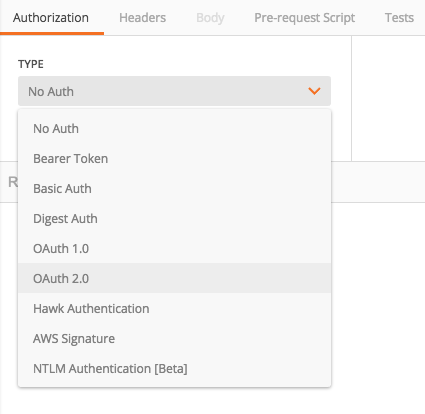 Authorization Headers Body Pre-request Script Tests
TYPE
No Auth
No Auth
Bearer Token
Basic Auth
Digest Auth
OAuth 1.0
OAuth 2.0
Hawk Authentication
AWS Signature
NTLM Authentication [Beta]